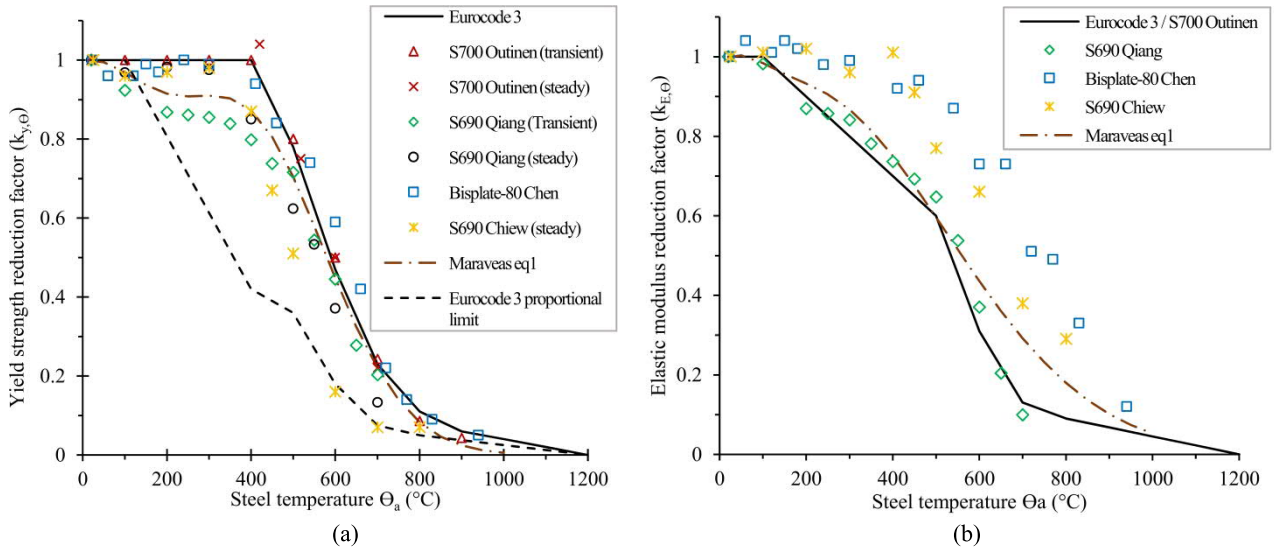 Yield strength reduction factor (k_y,Θ)
1
0.8
0.6
0.4
0.2
0
0
200
400
600
800
1000
1200
Steel temperature Θ_a (°C)
Eurocode 3
S700 Outinen (transient)
S700 Outinen (steady)
S690 Qiang (Transient)
S690 Qiang (steady)
Bisplate-80 Chen
S690 Chiew (steady)
Maraveas eq1
Eurocode 3 proportional
limit
(a)
Elastic modulus reduction factor (k_E,Θ)
1
0.8
0.6
0.4
0.2
0
0
200
400
600
800
1000
1200
Steel temperature Θa (°C)
Eurocode 3 / S700 Outinen
S690 Qiang
Bisplate-80 Chen
S690 Chiew
Maraveas eq1
(b)